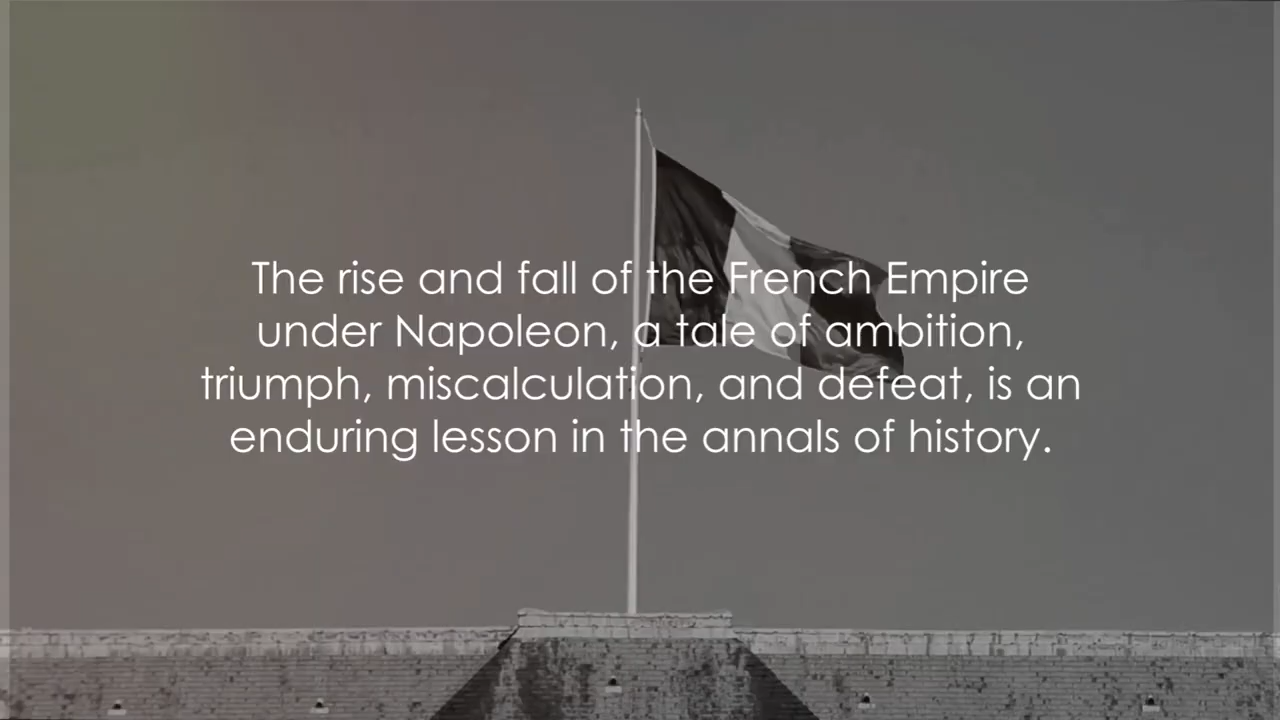 The rise and fall of the French Empire
under Napoleon, a tale of ambition,
triumph, miscalculation, and defeat, is an
enduring lesson in the annals of history.